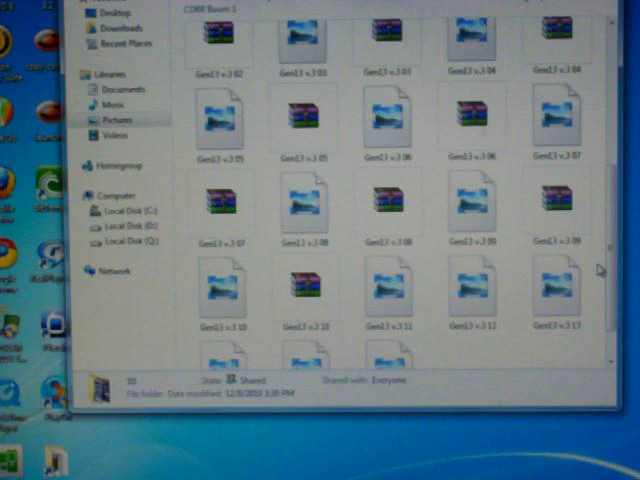 CDRR Boom 1
Desktop
Downloads
Recent Places
Libraries
Documents
Music
Pictures
Videos
Homegroup
Computer
Local Disk (C:)
Local Disk (D:)
Local Disk (Q:)
Network
Gen13 v.3 02
Gen13 v.3 03
Gen13 v.3 03
Gen13 v.3 04
Gen13 v.3 04
Gen13 v.3 05
Gen13 v.3 05
Gen13 v.3 06
Gen13 v.3 06
Gen13 v.3 07
Gen13 v.3 07
Gen13 v.3 08
Gen13 v.3 08
Gen13 v.3 09
Gen13 v.3 09
Gen13 v.3 10
Gen13 v.3 10
Gen13 v.3 11
Gen13 v.3 12
Gen13 v.3 13
10
State: Shared
Shared with: Everyone
File folder Date modified: 12/9/2010 3:20 PM